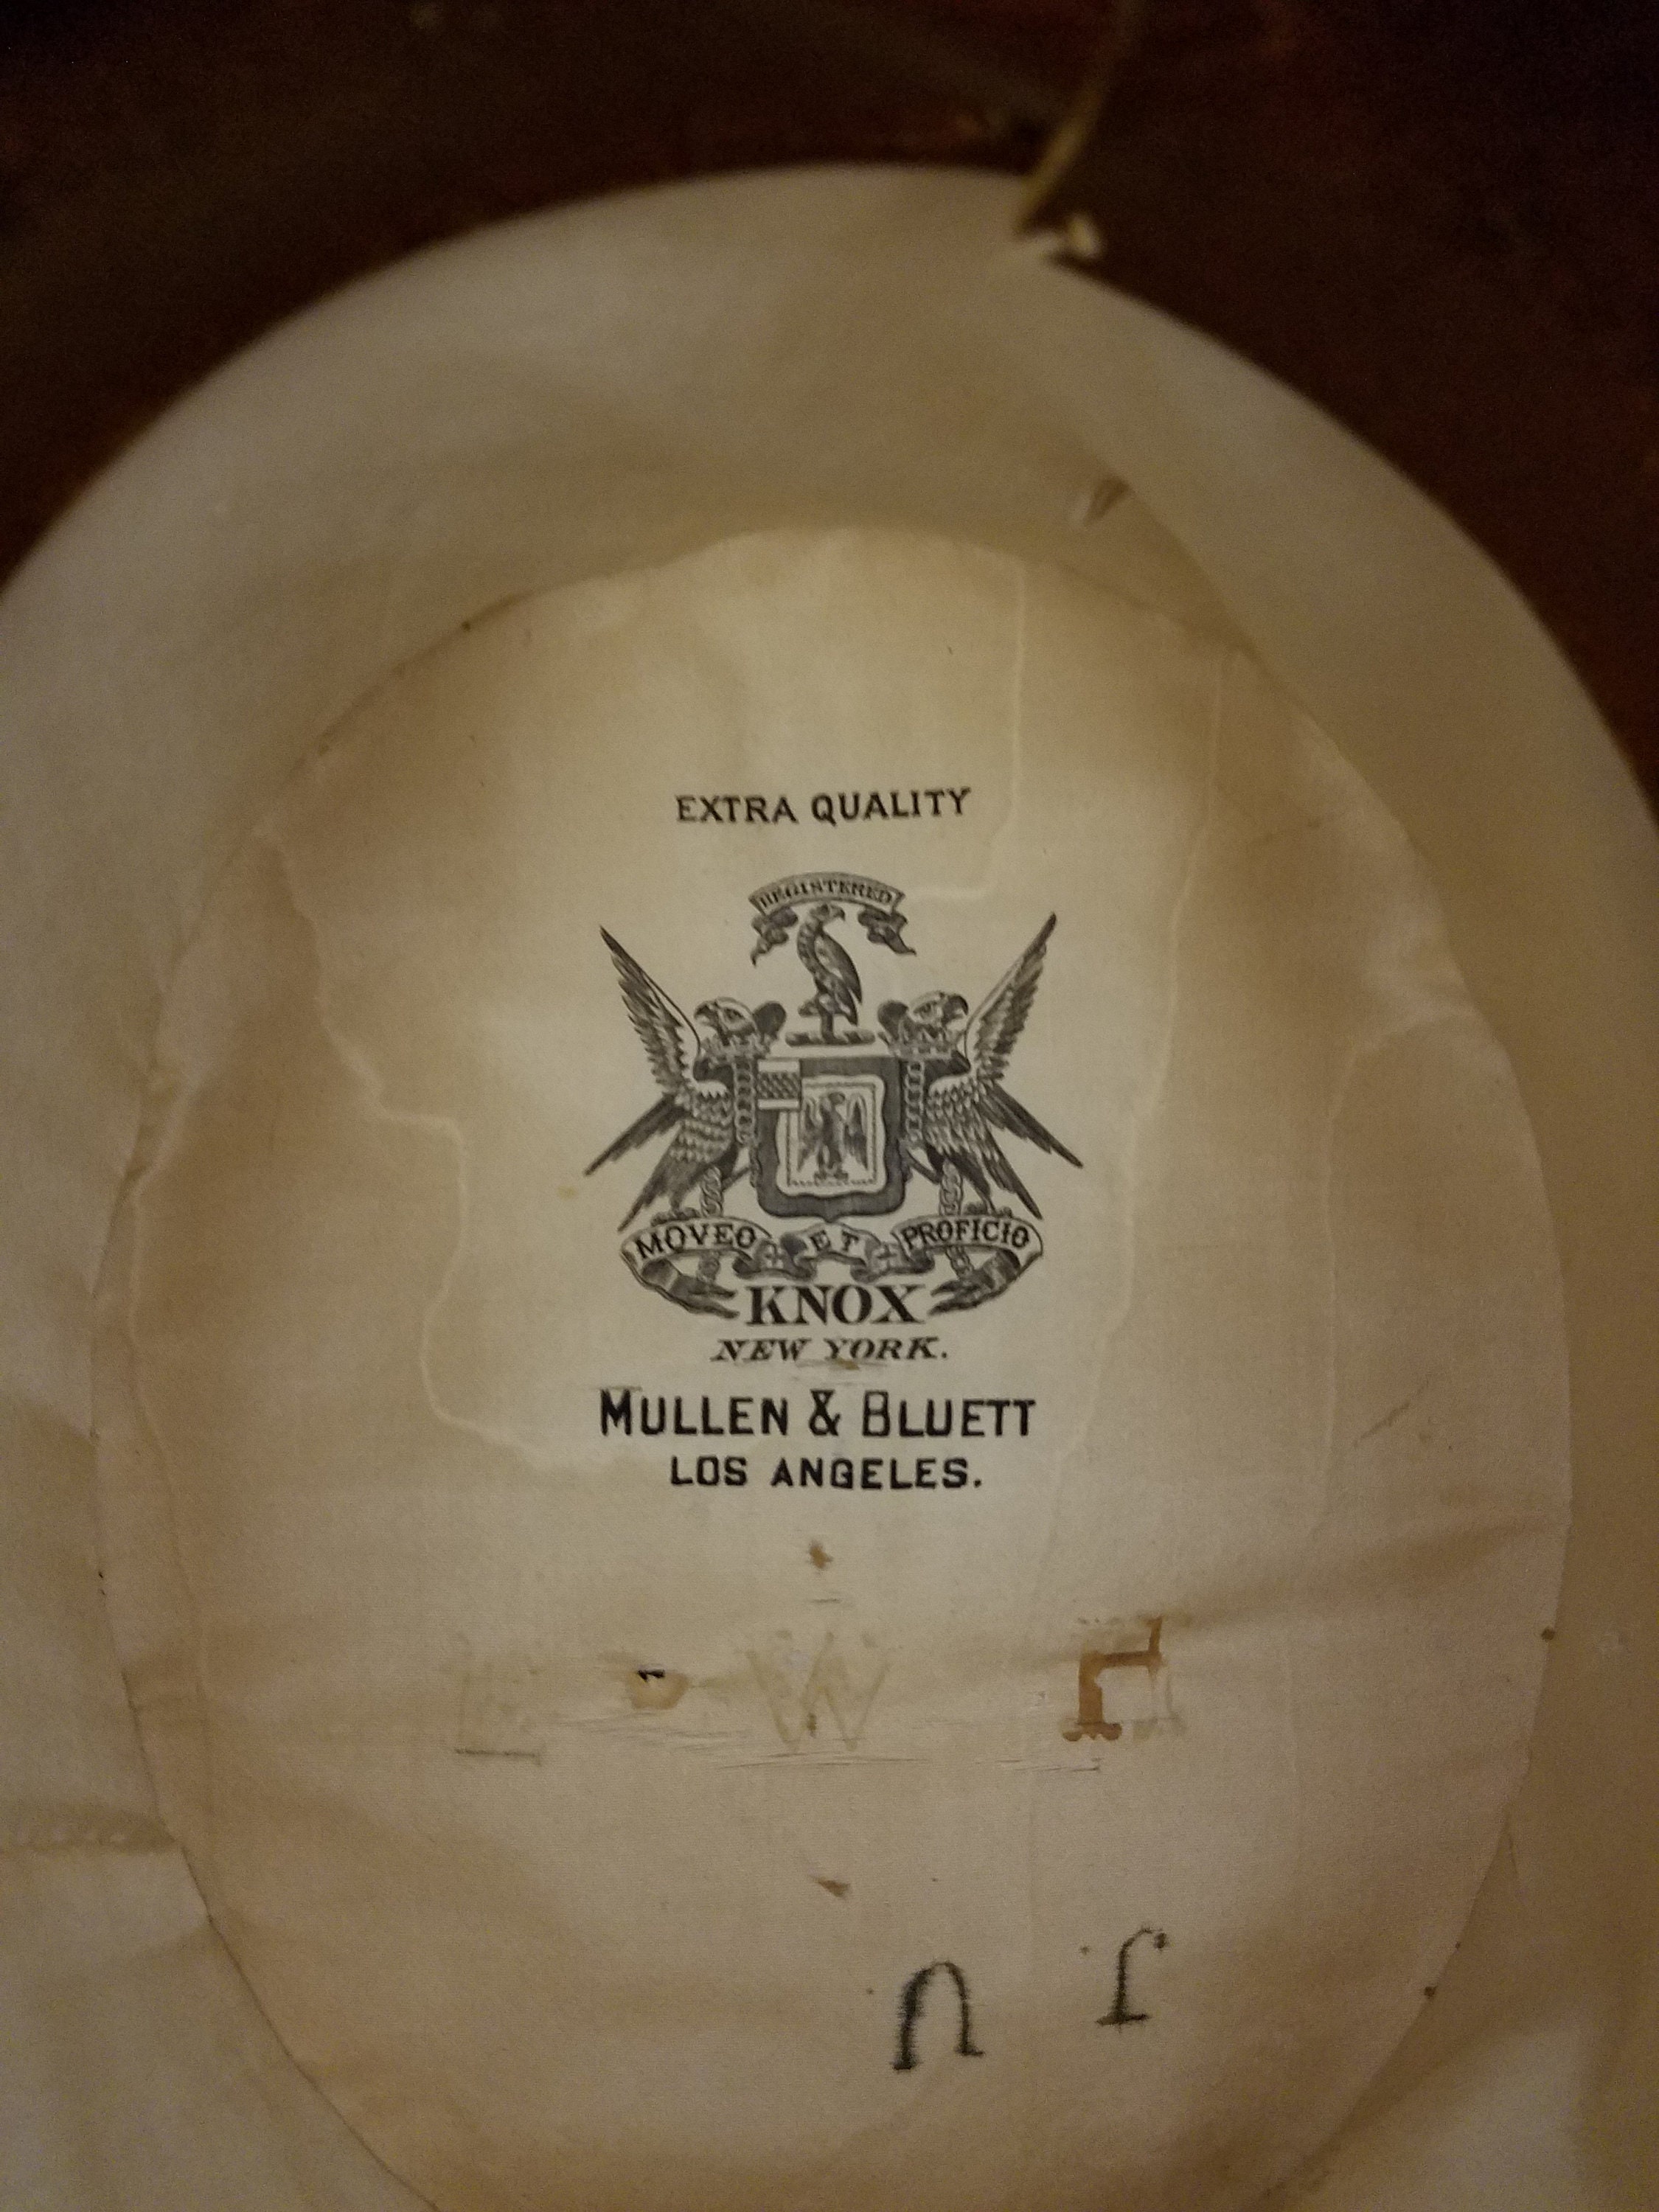 EXTRA QUALITY
REGISTERED
MOVEO ET PROFICIO
KNOX
NEW YORK.
MULLEN & BLUETT
LOS ANGELES.
W
J. U